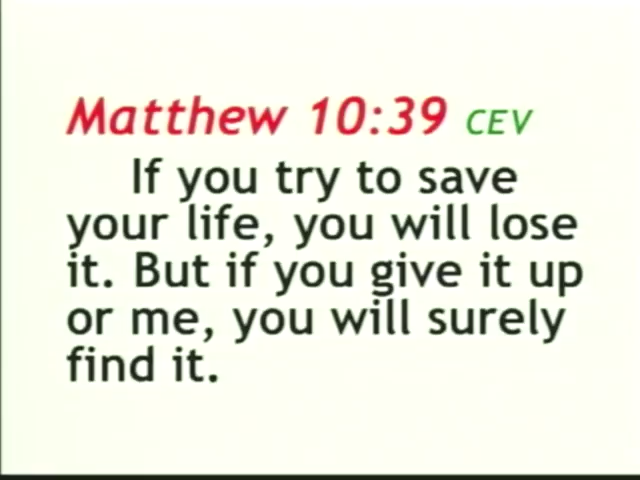 Matthew 10:39 CEV
If you try to save
your life, you will lose
it. But if you give it up
or me, you will surely
find it.